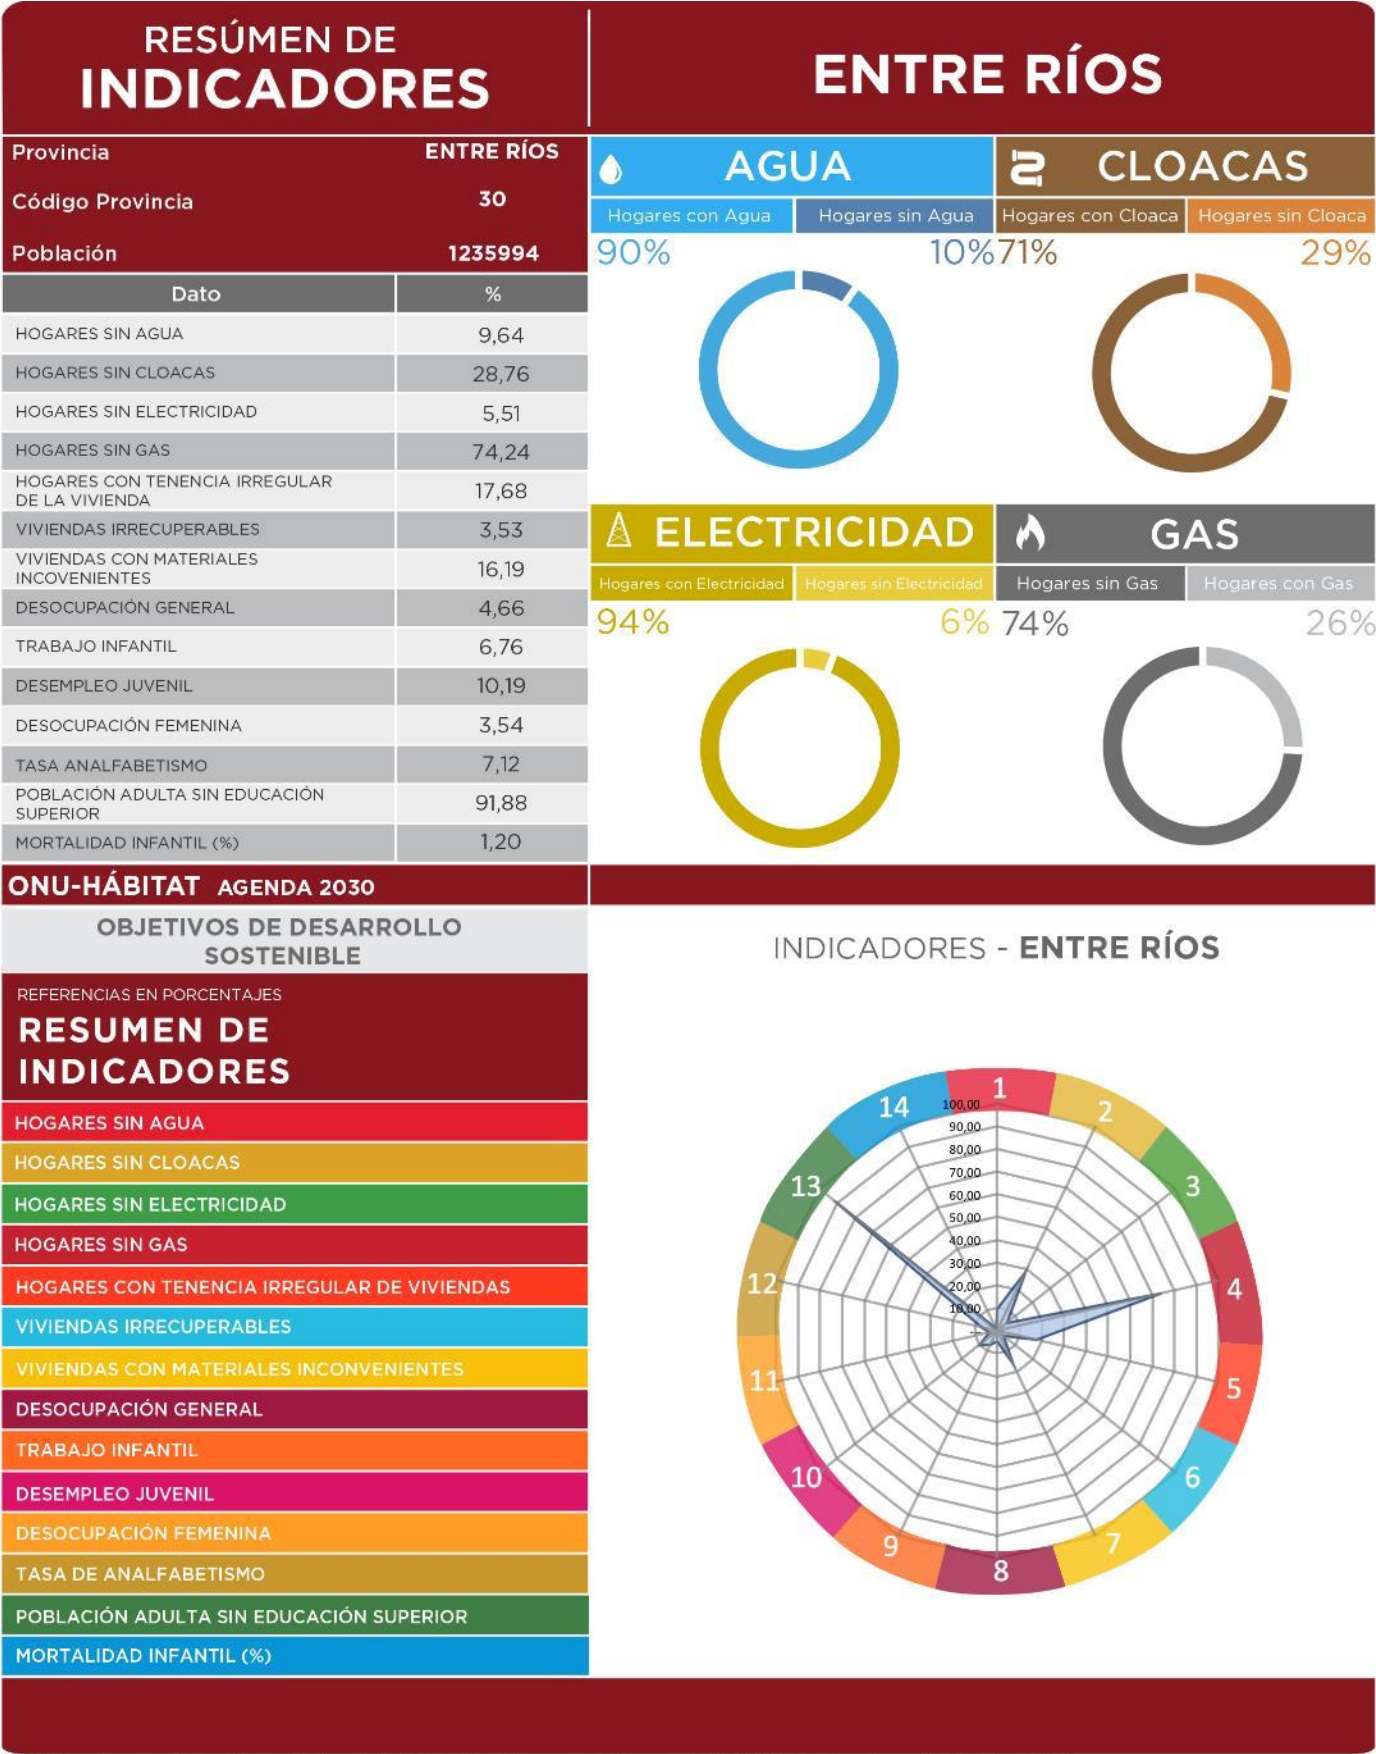 RESÚMEN DE
INDICADORES
ENTRE RÍOS
Provincia ENTRE RÍOS
Código Provincia 30
Población 1235994
Dato %
HOGARES SIN AGUA 9,64
HOGARES SIN CLOACAS 28,76
HOGARES SIN ELECTRICIDAD 5,51
HOGARES SIN GAS 74,24
HOGARES CON TENENCIA IRREGULAR
DE LA VIVIENDA 17,68
VIVIENDAS IRRECUPERABLES 3,53
VIVIENDAS CON MATERIALES
INCOVENIENTES 16,19
DESOCUPACIÓN GENERAL 4,66
TRABAJO INFANTIL 6,76
DESEMPLEO JUVENIL 10,19
DESOCUPACIÓN FEMENINA 3,54
TASA ANALFABETISMO 7,12
POBLACIÓN ADULTA SIN EDUCACIÓN
SUPERIOR 91,88
MORTALIDAD INFANTIL (%) 1,20
AGUA
Hogares con Agua Hogares sin Agua
90% 10%
CLOACAS
Hogares con Cloaca Hogares sin Cloaca
71% 29%
ELECTRICIDAD
Hogares con Electricidad Hogares sin Electricidad
94% 6%
GAS
Hogares sin Gas Hogares con Gas
74% 26%
ONU-HÁBITAT AGENDA 2030
OBJETIVOS DE DESARROLLO
SOSTENIBLE
REFERENCIAS EN PORCENTAJES
RESUMEN DE
INDICADORES
HOGARES SIN AGUA
HOGARES SIN CLOACAS
HOGARES SIN ELECTRICIDAD
HOGARES SIN GAS
HOGARES CON TENENCIA IRREGULAR DE VIVIENDAS
VIVIENDAS IRRECUPERABLES
VIVIENDAS CON MATERIALES INCONVENIENTES
DESOCUPACIÓN GENERAL
TRABAJO INFANTIL
DESEMPLEO JUVENIL
DESOCUPACIÓN FEMENINA
TASA DE ANALFABETISMO
POBLACIÓN ADULTA SIN EDUCACIÓN SUPERIOR
MORTALIDAD INFANTIL (%)
INDICADORES - ENTRE RÍOS
1
2
3
4
5
6
7
8
9
10
11
12
13
14
100,00
90,00
80,00
70,00
60,00
50,00
40,00
30,00
20,00
10,00